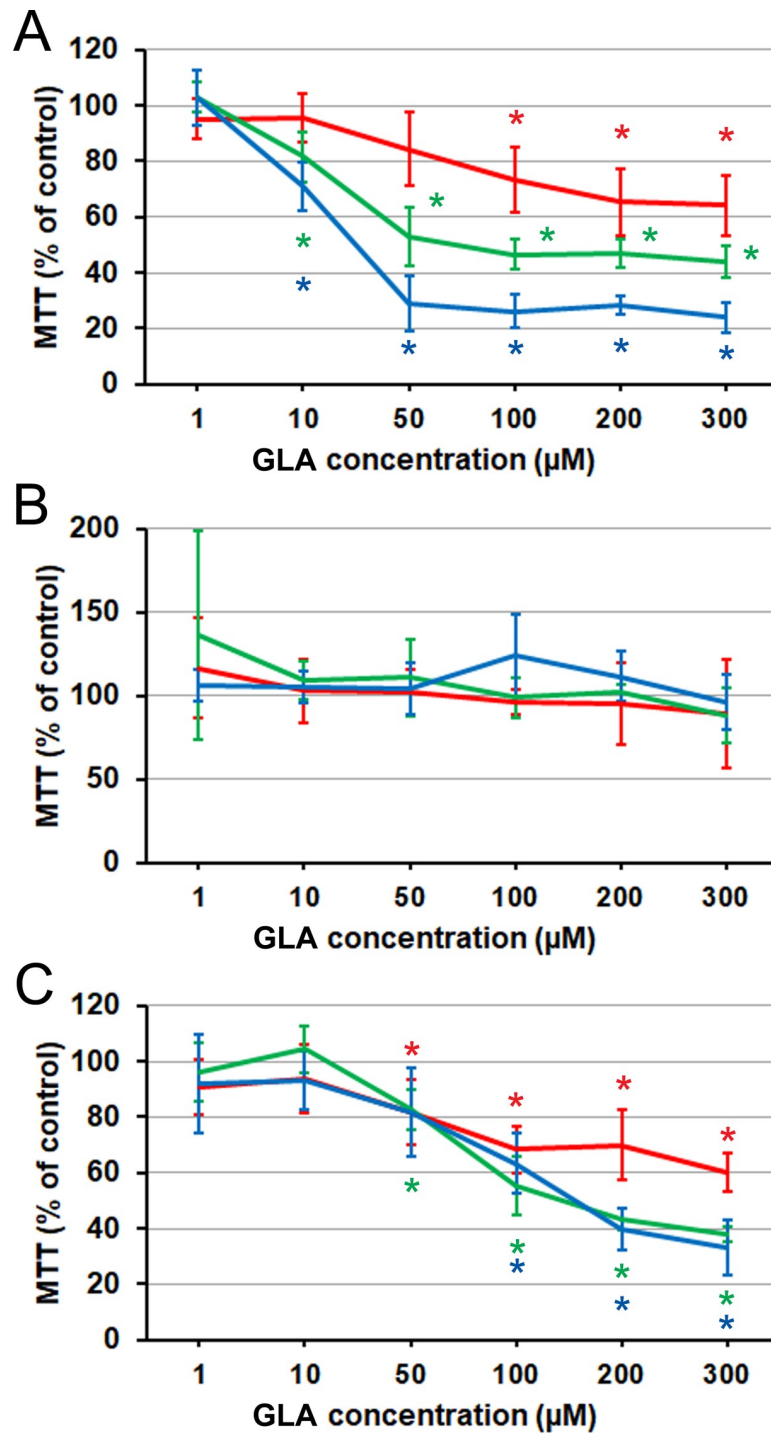 A
MTT (% of control)
120
100
80
60
40
20
0
* * *
* * * *
*
* * * * *
1 10 50 100 200 300
GLA concentration (µM)
B
MTT (% of control)
200
150
100
50
0
1 10 50 100 200 300
GLA concentration (µM)
C
MTT (% of control)
120
100
80
60
40
20
0
* * * *
* * * *
* * *
1 10 50 100 200 300
GLA concentration (µM)